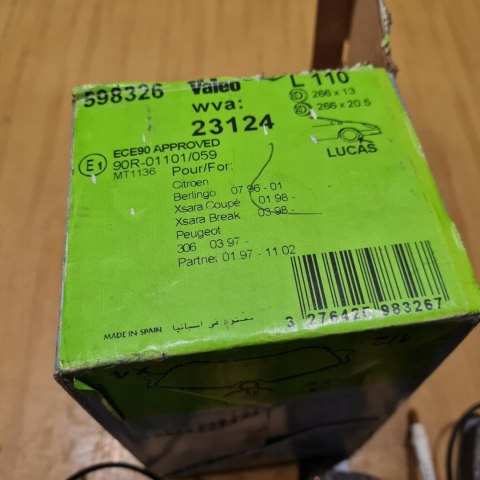 598326 Valeo L 110
wva: 266 x 13
23124 266 x 20.5
ECE90 APPROVED
E1 90R-01101/059 LUCAS
MT1136 Pour/For:
Citroen
Berlingo 07 96 - 01
Xsara Coupé 01 98 -
Xsara Break 03 98 -
Peugeot
306 03 97 -
Partner 01 97 - 11 02
MADE IN SPAIN صنع في اسبانيا
3 276425 983267